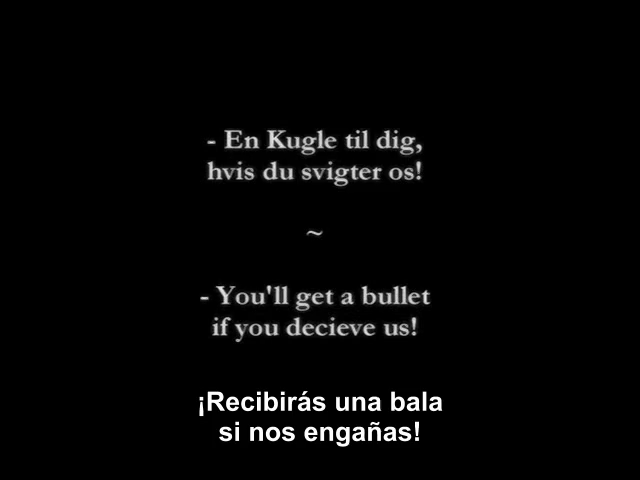 - En Kugle til dig,
hvis du svigter os!
~
- You'll get a bullet
if you decieve us!
¡Recibirás una bala
si nos engañas!